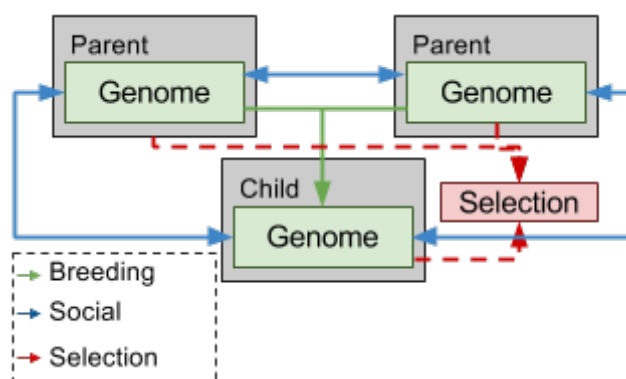 Parent
Genome
Parent
Genome
Child
Genome
Selection
Breeding
Social
Selection